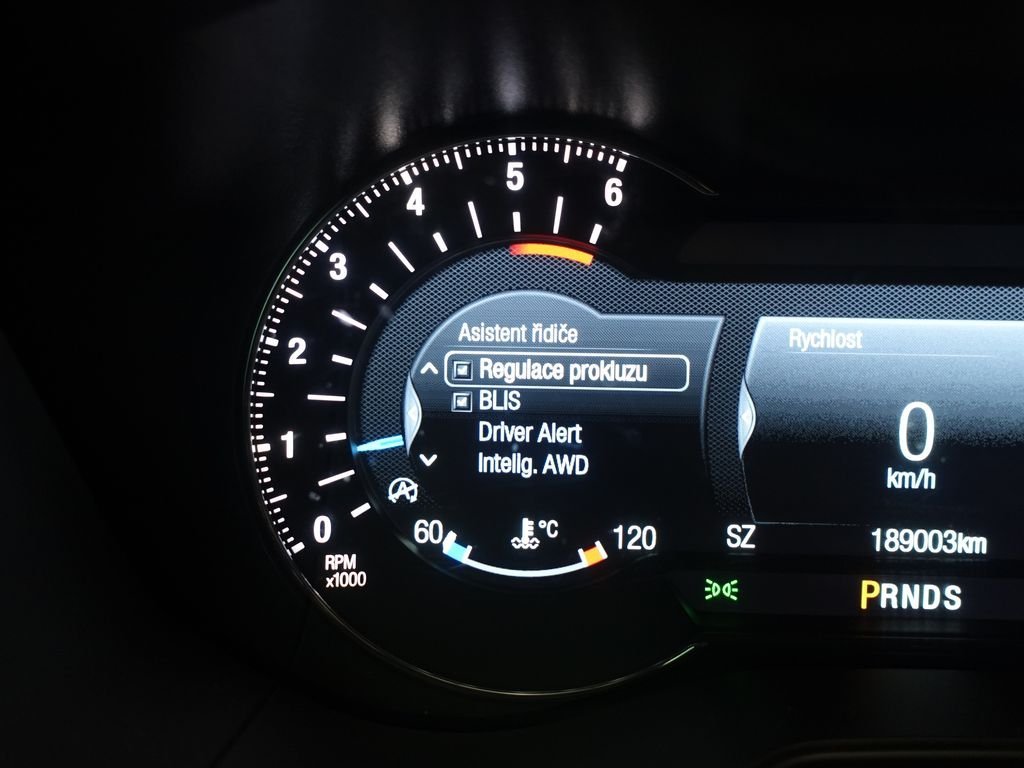 6
5
4
3
2
1
0
RPM
x1000
Asistent řidiče
Regulace prokluzu
BLIS
Driver Alert
Intelig. AWD
A
60
°C
120
Rychlost
0
km/h
SZ
189003km
PRNDS